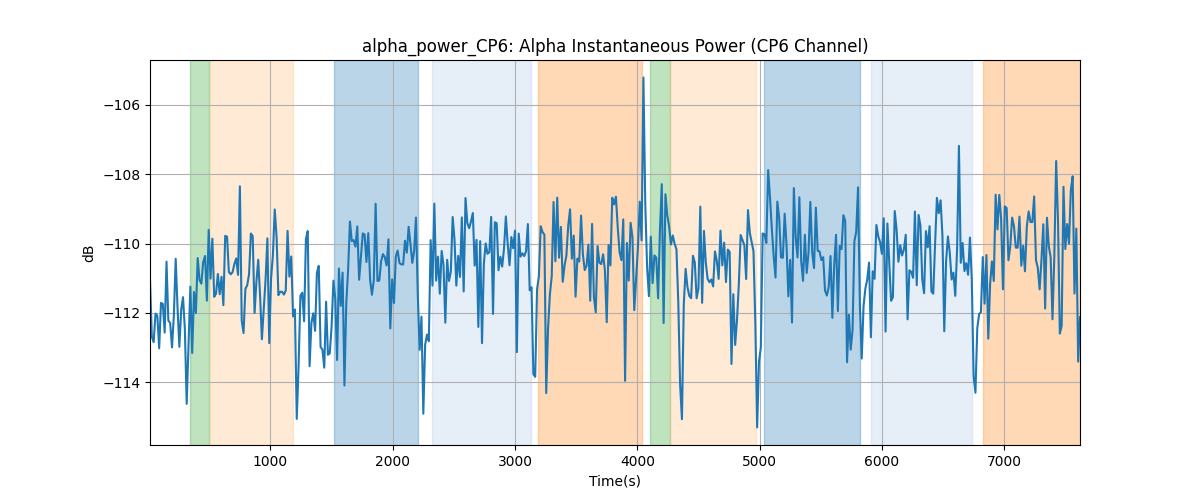 alpha_power_CP6: Alpha Instantaneous Power (CP6 Channel)
−106
−108
−110
−112
−114
dB
1000 2000 3000 4000 5000 6000 7000
Time(s)